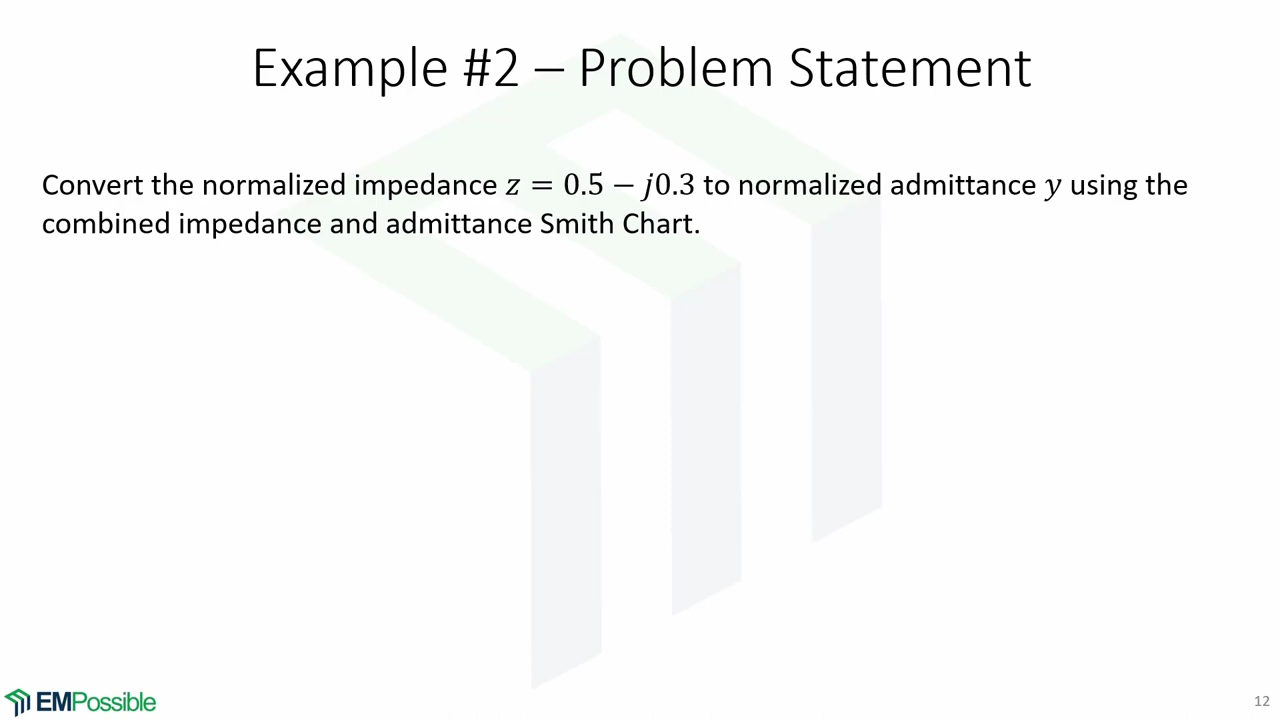 Example #2 – Problem Statement
Convert the normalized impedance 𝑧 = 0.5 − 𝑗0.3 to normalized admittance 𝑦 using the
combined impedance and admittance Smith Chart.
EMPossible
12